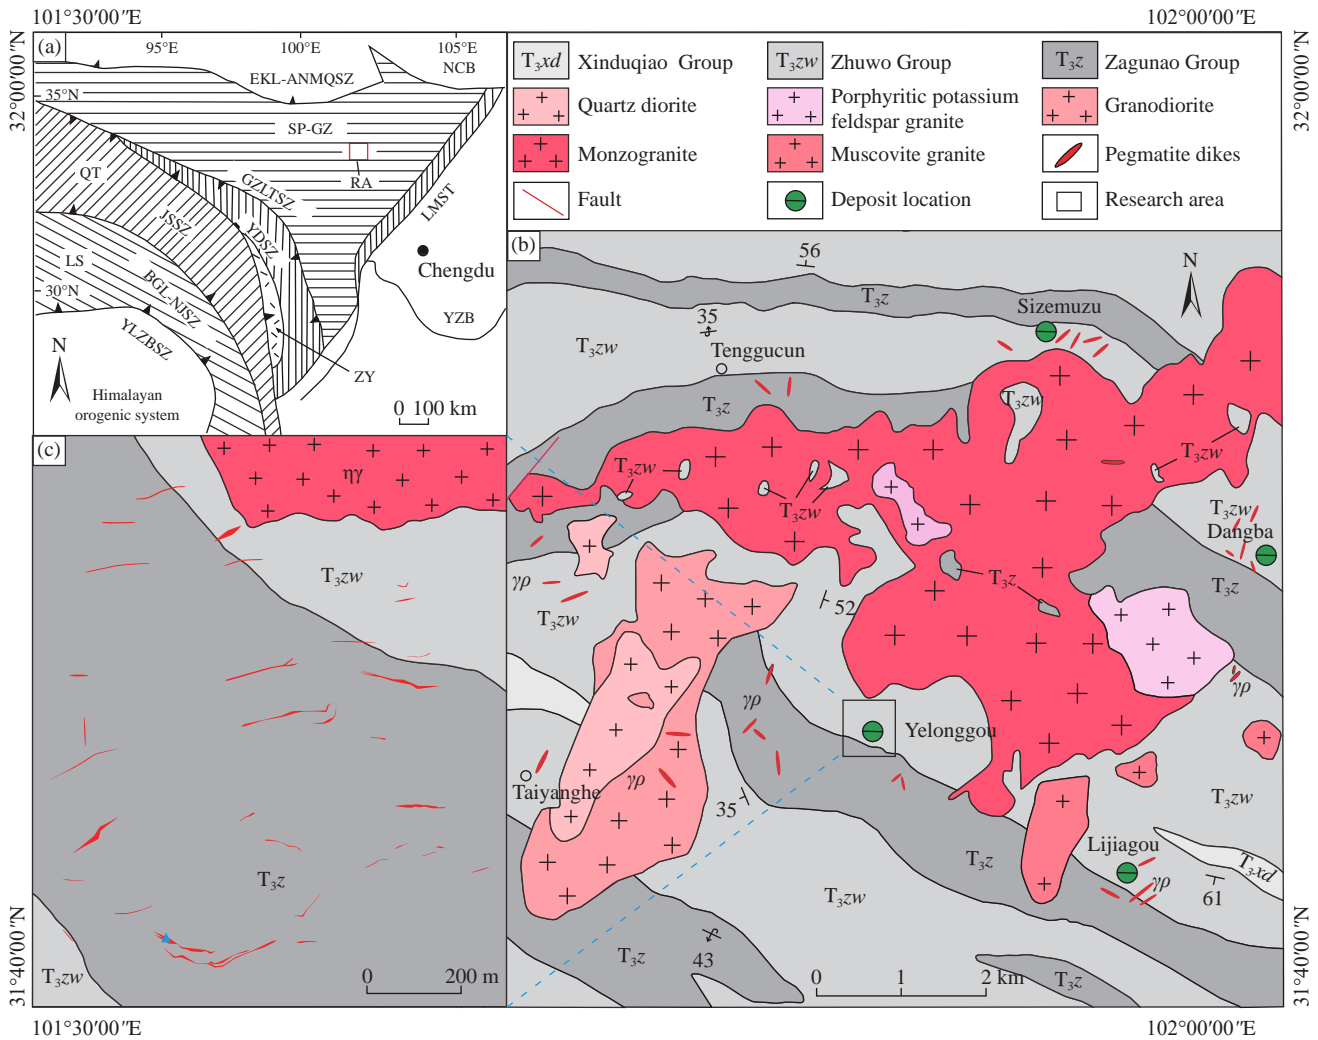 101°30′00″E
102°00′00″E
32°00′00″N
32°00′00″N
(a)
95°E
100°E
105°E
NCB
EKL-ANMQSZ
35°N
SP-GZ
RA
QT
GZLTSZ
LMST
JSSZ
YDSZ
LS
Chengdu
BGL-NJSZ
30°N
YZB
YLZBSZ
N
ZY
Himalayan
orogenic system
0 100 km
T₃xd Xinduqiao Group
T₃zw Zhuwo Group
T₃z Zagunao Group
Quartz diorite
Porphyritic potassium
feldspar granite
Granodiorite
Monzogranite
Muscovite granite
Pegmatite dikes
Fault
Deposit location
Research area
(b)
56
N
T₃z
Sizemuzu
35
T₃zw
Tenggucun
T₃zw
T₃z
T₃zw
T₃zw
T₃zw
T₃zw
Dangba
T₃z
T₃z
γρ
T₃zw
52
γρ
γρ
Yelonggou
γρ
Taiyanghe
35
T₃zw
Lijiagou
T₃z
T₃xd
γρ
61
T₃zw
T₃z
43
T₃z
0 1 2 km
(c)
ηγ
T₃zw
T₃z
T₃zw
0 200 m
31°40′00″N
31°40′00″N
101°30′00″E
102°00′00″E